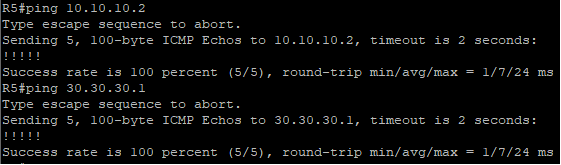 R5#ping 10.10.10.2
Type escape sequence to abort.
Sending 5, 100-byte ICMP Echos to 10.10.10.2, timeout is 2 seconds:
!!!!!
Success rate is 100 percent (5/5), round-trip min/avg/max = 1/7/24 ms
R5#ping 30.30.30.1
Type escape sequence to abort.
Sending 5, 100-byte ICMP Echos to 30.30.30.1, timeout is 2 seconds:
!!!!!
Success rate is 100 percent (5/5), round-trip min/avg/max = 1/7/24 ms